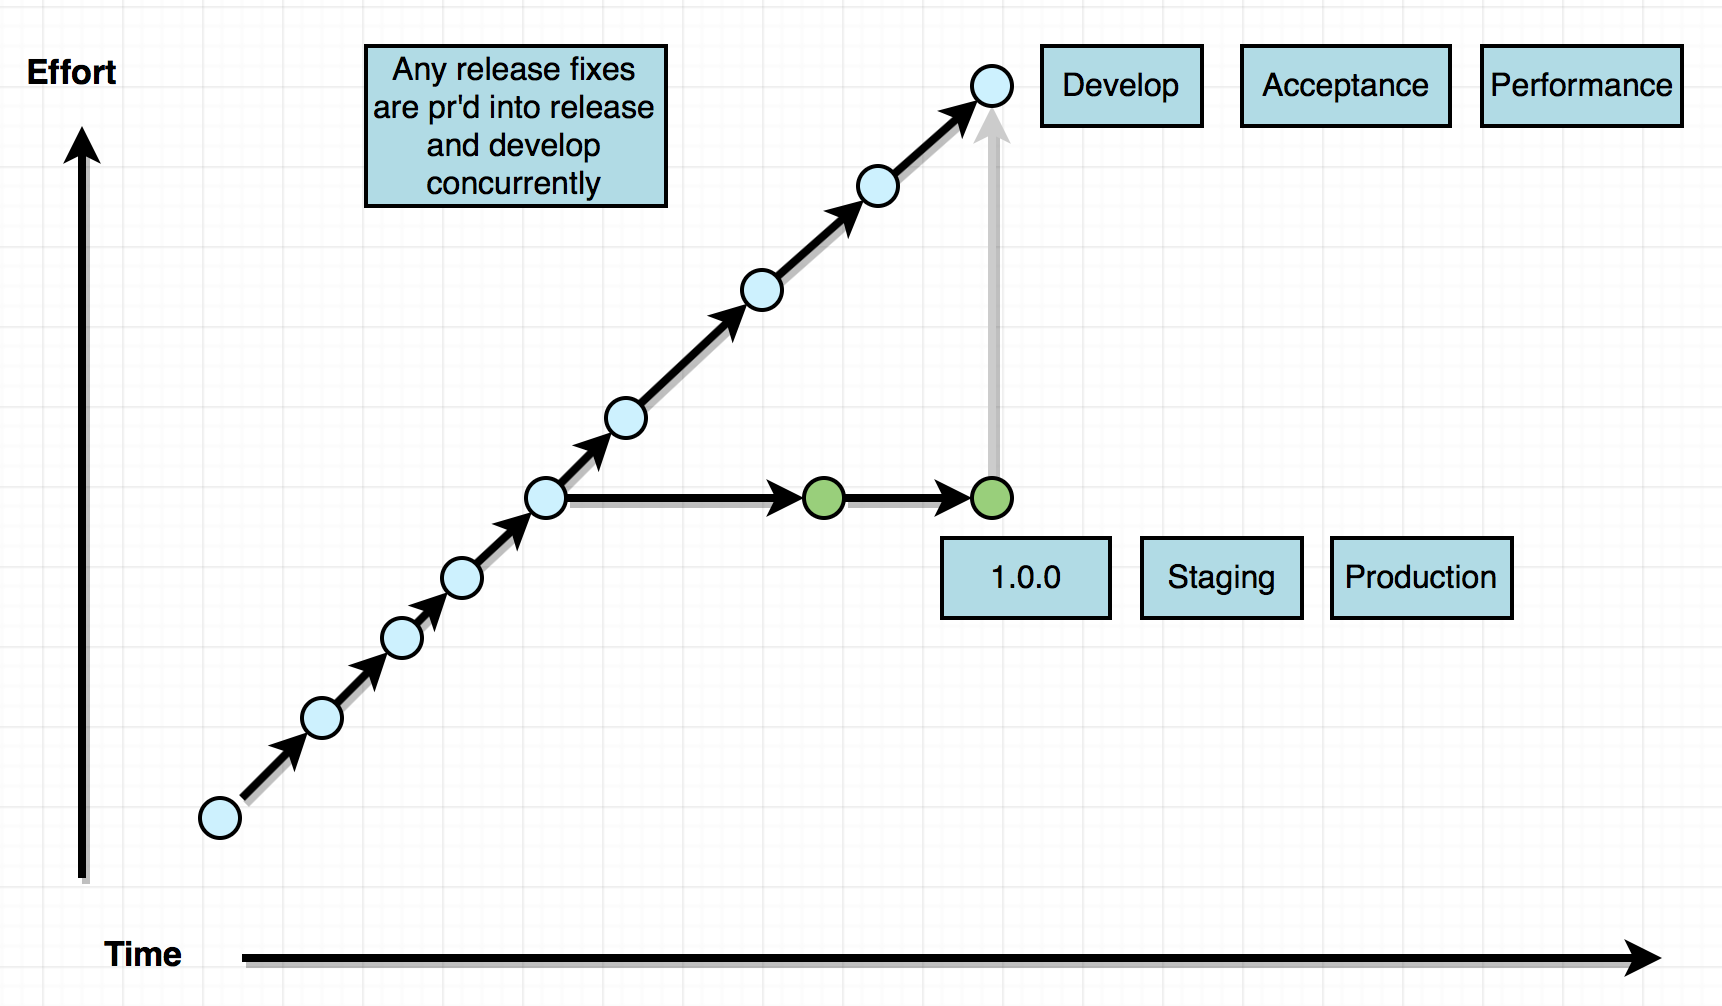 Effort
Any release fixes
are pr'd into release
and develop
concurrently
Develop
Acceptance
Performance
1.0.0
Staging
Production
Time